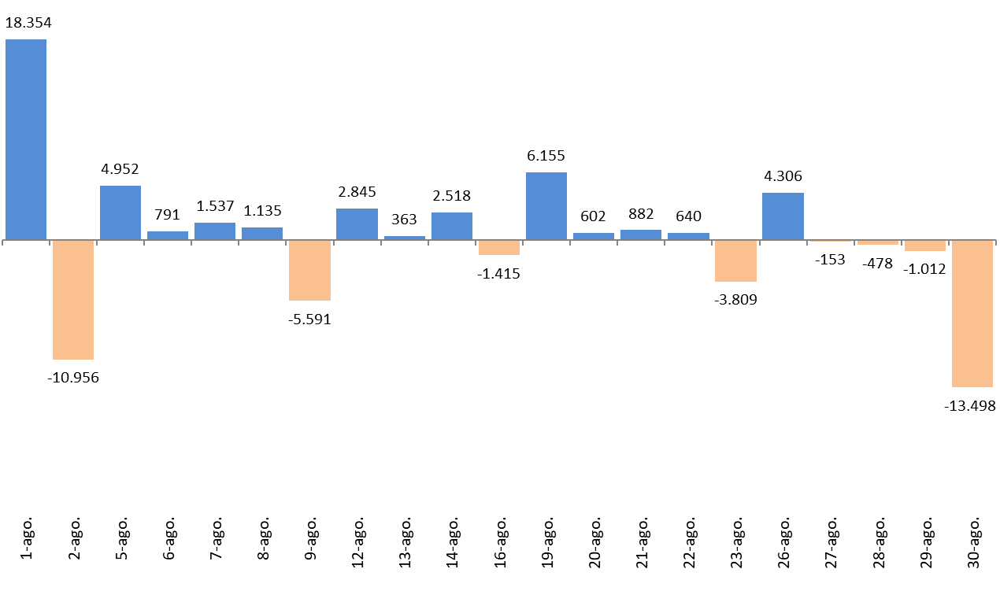 18.354
-10.956
4.952
791
1.537
1.135
-5.591
2.845
363
2.518
-1.415
6.155
602
882
640
-3.809
4.306
-153
-478
-1.012
-13.498
1-ago.
2-ago.
5-ago.
6-ago.
7-ago.
8-ago.
9-ago.
12-ago.
13-ago.
14-ago.
16-ago.
19-ago.
20-ago.
21-ago.
22-ago.
23-ago.
26-ago.
27-ago.
28-ago.
29-ago.
30-ago.